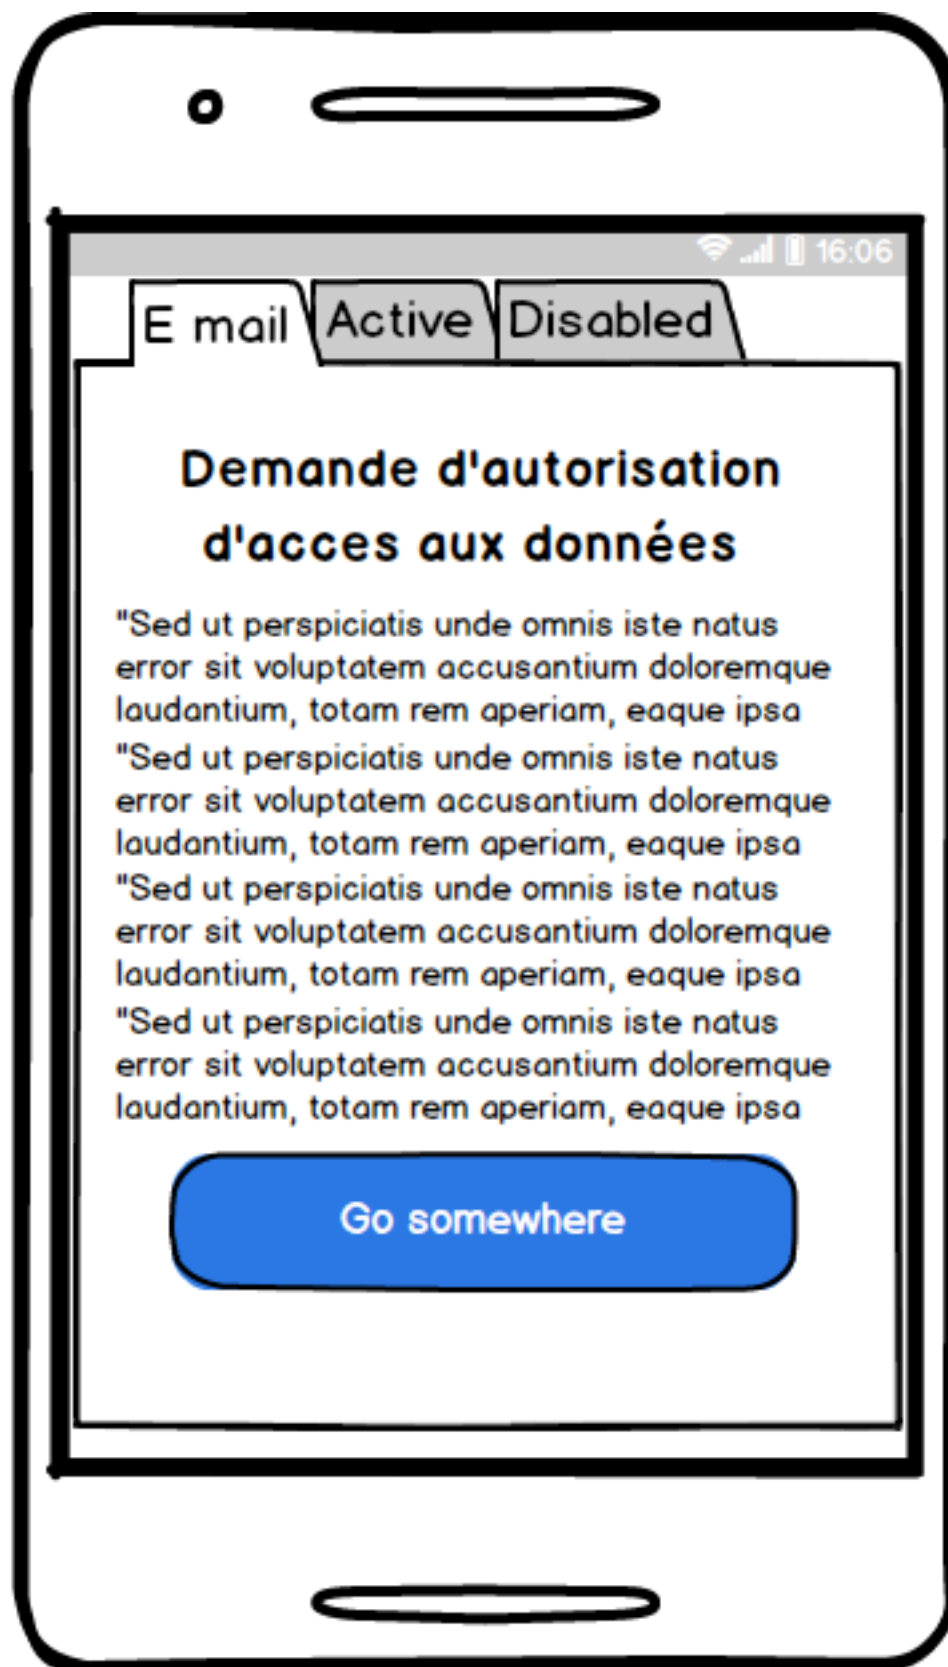 16:06
E mail Active Disabled
Demande d'autorisation
d'acces aux données
"Sed ut perspiciatis unde omnis iste natus
error sit voluptatem accusantium doloremque
laudantium, totam rem aperiam, eaque ipsa
"Sed ut perspiciatis unde omnis iste natus
error sit voluptatem accusantium doloremque
laudantium, totam rem aperiam, eaque ipsa
"Sed ut perspiciatis unde omnis iste natus
error sit voluptatem accusantium doloremque
laudantium, totam rem aperiam, eaque ipsa
"Sed ut perspiciatis unde omnis iste natus
error sit voluptatem accusantium doloremque
laudantium, totam rem aperiam, eaque ipsa
Go somewhere